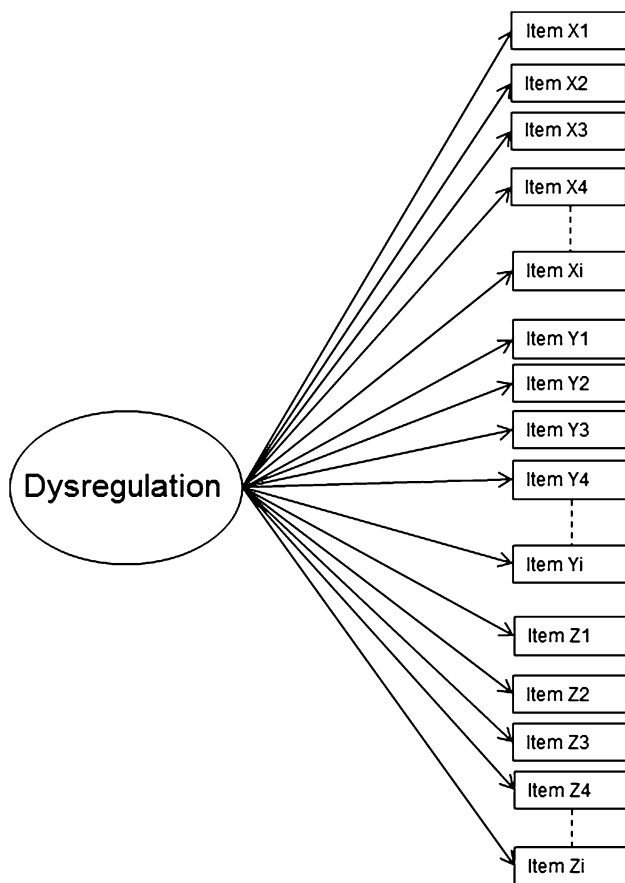 Item X1
Item X2
Item X3
Item X4
Item Xi
Item Y1
Item Y2
Item Y3
Item Y4
Dysregulation
Item Yi
Item Z1
Item Z2
Item Z3
Item Z4
Item Zi